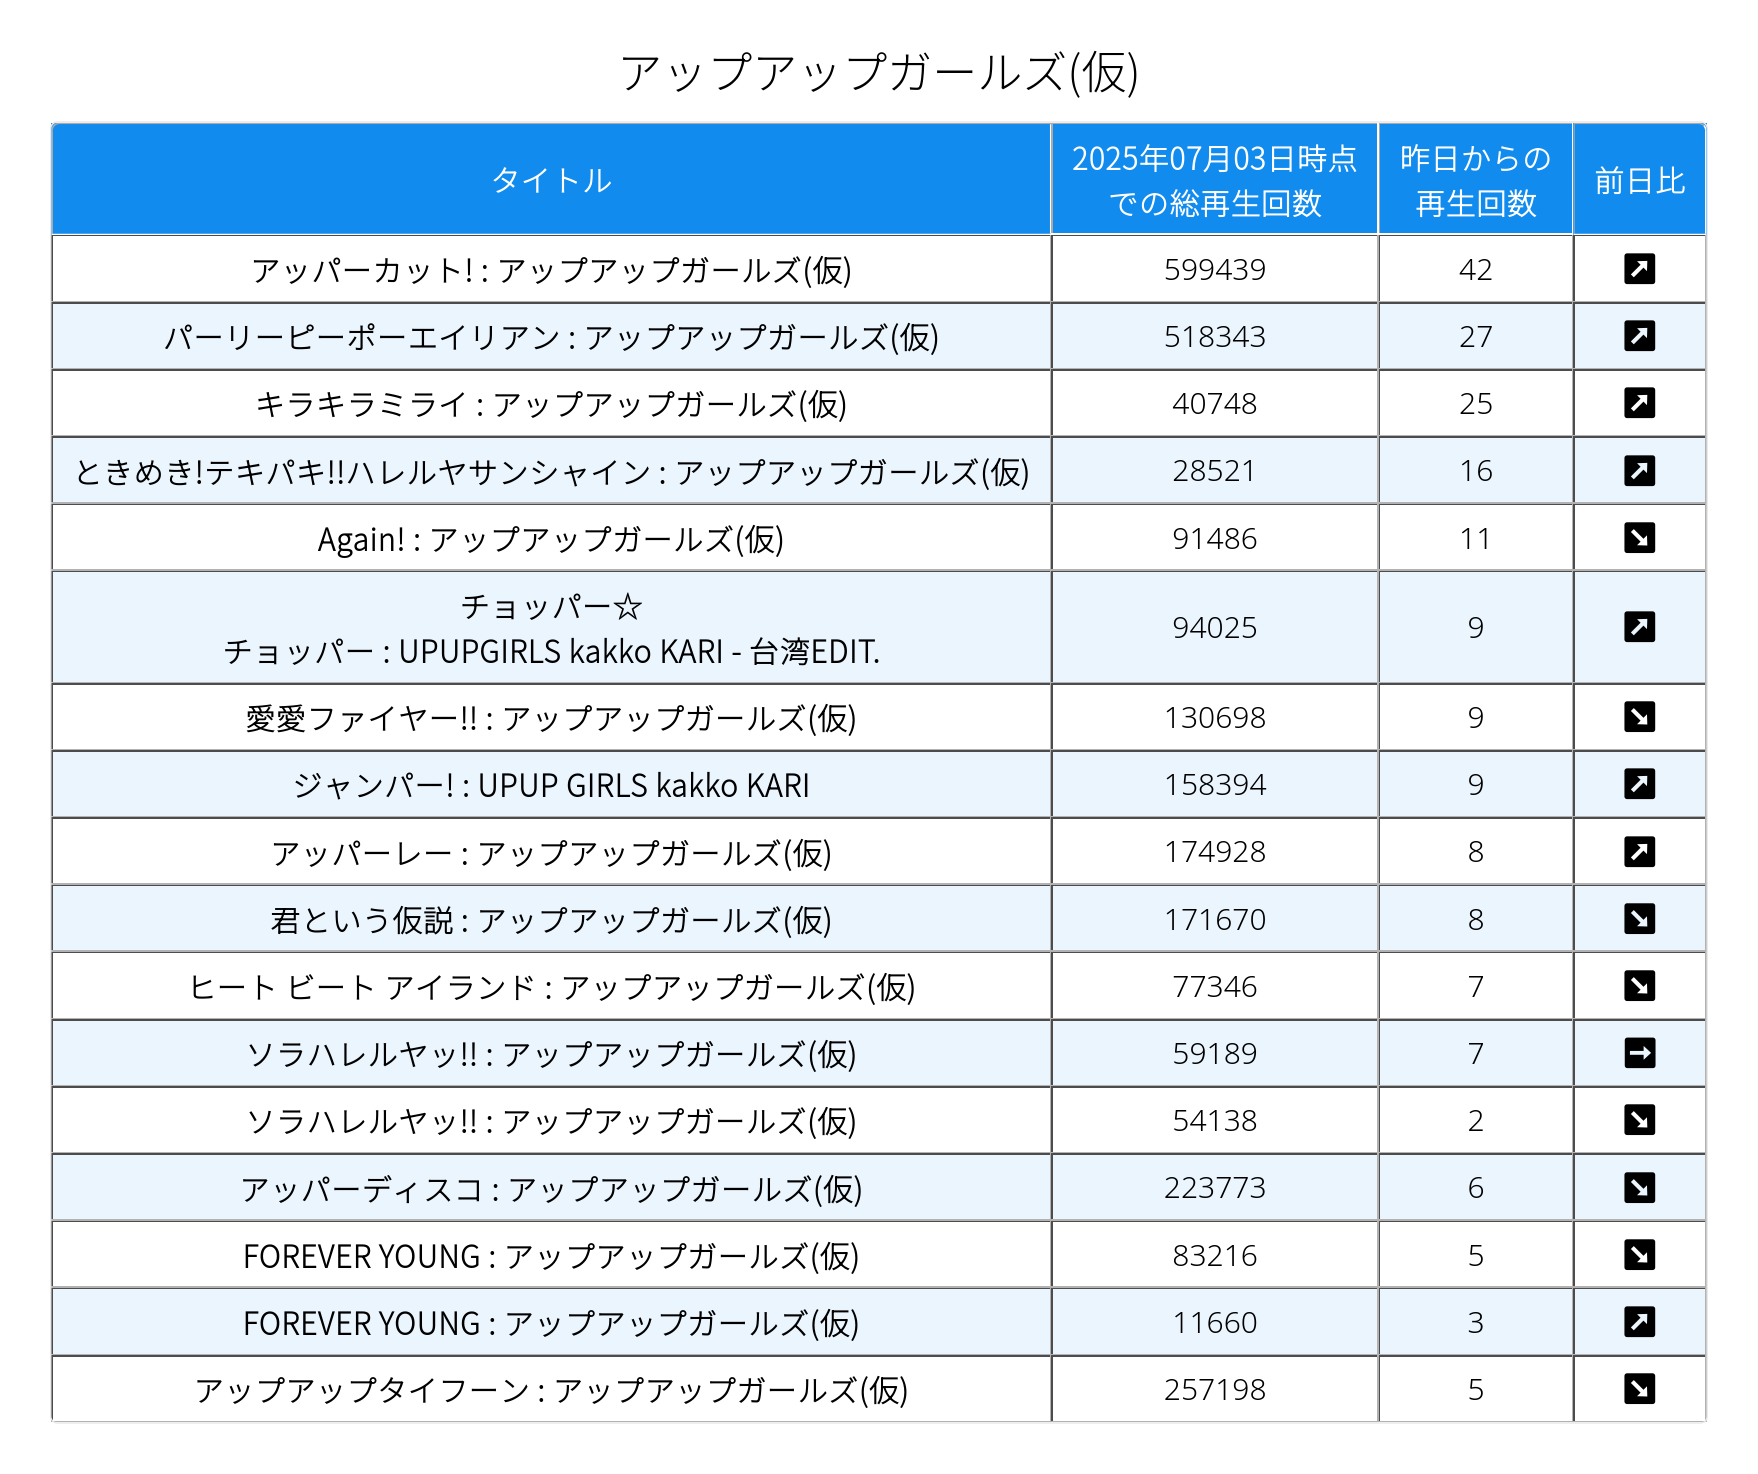 アップアップガールズ(仮)
タイトル
2025年07月03日時点
での総再生回数
昨日からの
再生回数
前日比
アッパーカット! : アップアップガールズ(仮) 599439 42 ↗
パーリーピーポーエイリアン : アップアップガールズ(仮) 518343 27 ↗
キラキラミライ : アップアップガールズ(仮) 40748 25 ↗
ときめき!テキパキ!!ハレルヤサンシャイン : アップアップガールズ(仮) 28521 16 ↗
Again! : アップアップガールズ(仮) 91486 11 ↘
チョッパー☆
チョッパー : UPUPGIRLS kakko KARI - 台湾EDIT. 94025 9 ↗
愛愛ファイヤー!! : アップアップガールズ(仮) 130698 9 ↘
ジャンパー! : UPUP GIRLS kakko KARI 158394 9 ↗
アッパーレー : アップアップガールズ(仮) 174928 8 ↗
君という仮説 : アップアップガールズ(仮) 171670 8 ↘
ヒート ビート アイランド : アップアップガールズ(仮) 77346 7 ↘
ソラハレルヤッ!! : アップアップガールズ(仮) 59189 7 →
ソラハレルヤッ!! : アップアップガールズ(仮) 54138 2 ↘
アッパーディスコ : アップアップガールズ(仮) 223773 6 ↘
FOREVER YOUNG : アップアップガールズ(仮) 83216 5 ↘
FOREVER YOUNG : アップアップガールズ(仮) 11660 3 ↗
アップアップタイフーン : アップアップガールズ(仮) 257198 5 ↘